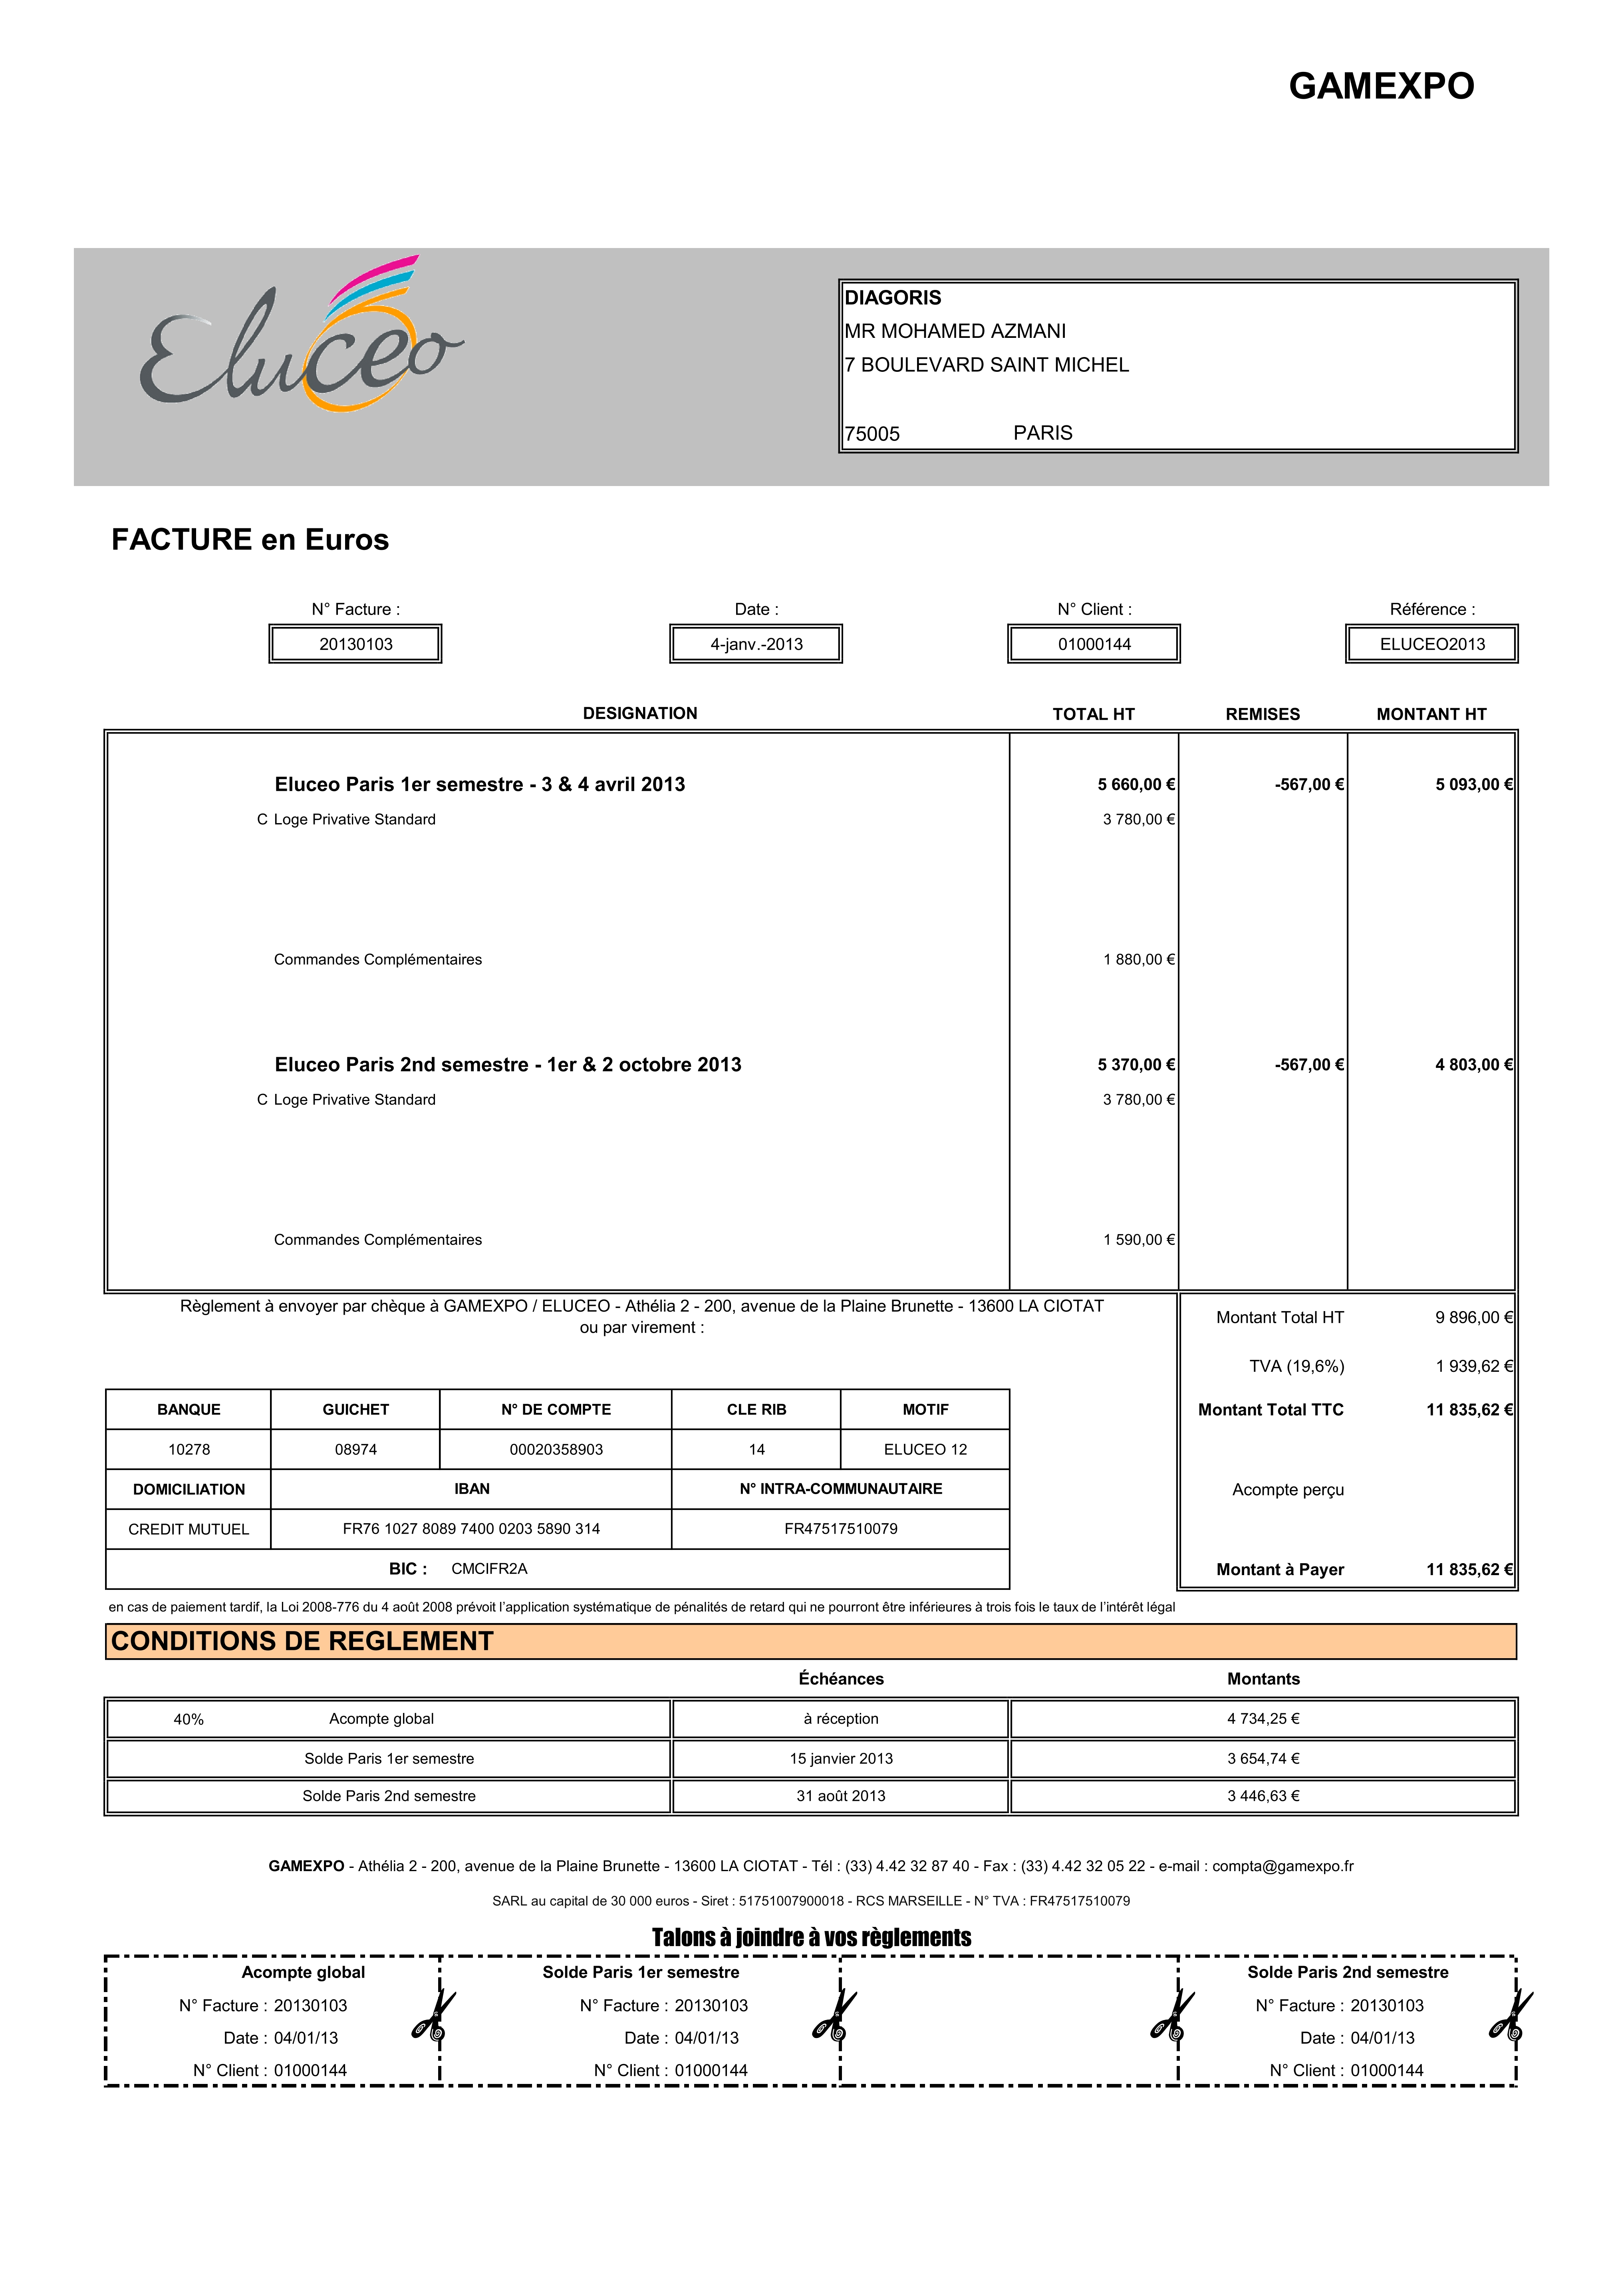 GAMEXPO
Eluceo
DIAGORIS
MR MOHAMED AZMANI
7 BOULEVARD SAINT MICHEL
75005 PARIS
FACTURE en Euros
N° Facture : Date : N° Client : Référence :
20130103 4-janv.-2013 01000144 ELUCEO2013
DESIGNATION TOTAL HT REMISES MONTANT HT
Eluceo Paris 1er semestre - 3 & 4 avril 2013 5 660,00 € -567,00 € 5 093,00 €
C Loge Privative Standard 3 780,00 €
Commandes Complémentaires 1 880,00 €
Eluceo Paris 2nd semestre - 1er & 2 octobre 2013 5 370,00 € -567,00 € 4 803,00 €
C Loge Privative Standard 3 780,00 €
Commandes Complémentaires 1 590,00 €
Règlement à envoyer par chèque à GAMEXPO / ELUCEO - Athélia 2 - 200, avenue de la Plaine Brunette - 13600 LA CIOTAT
ou par virement :
Montant Total HT 9 896,00 €
TVA (19,6%) 1 939,62 €
BANQUE GUICHET N° DE COMPTE CLE RIB MOTIF Montant Total TTC 11 835,62 €
10278 08974 00020358903 14 ELUCEO 12
DOMICILIATION IBAN N° INTRA-COMMUNAUTAIRE Acompte perçu
CREDIT MUTUEL FR76 1027 8089 7400 0203 5890 314 FR47517510079
BIC : CMCIFR2A Montant à Payer 11 835,62 €
en cas de paiement tardif, la Loi 2008-776 du 4 août 2008 prévoit l'application systématique de pénalités de retard qui ne pourront être inférieures à trois fois le taux de l'intérêt légal
CONDITIONS DE REGLEMENT
Échéances Montants
40% Acompte global à réception 4 734,25 €
Solde Paris 1er semestre 15 janvier 2013 3 654,74 €
Solde Paris 2nd semestre 31 août 2013 3 446,63 €
GAMEXPO - Athélia 2 - 200, avenue de la Plaine Brunette - 13600 LA CIOTAT - Tél : (33) 4.42 32 87 40 - Fax : (33) 4.42 32 05 22 - e-mail : compta@gamexpo.fr
SARL au capital de 30 000 euros - Siret : 51751007900018 - RCS MARSEILLE - N° TVA : FR47517510079
Talons à joindre à vos règlements
Acompte global Solde Paris 1er semestre Solde Paris 2nd semestre
N° Facture : 20130103 N° Facture : 20130103 N° Facture : 20130103
Date : 04/01/13 Date : 04/01/13 Date : 04/01/13
N° Client : 01000144 N° Client : 01000144 N° Client : 01000144